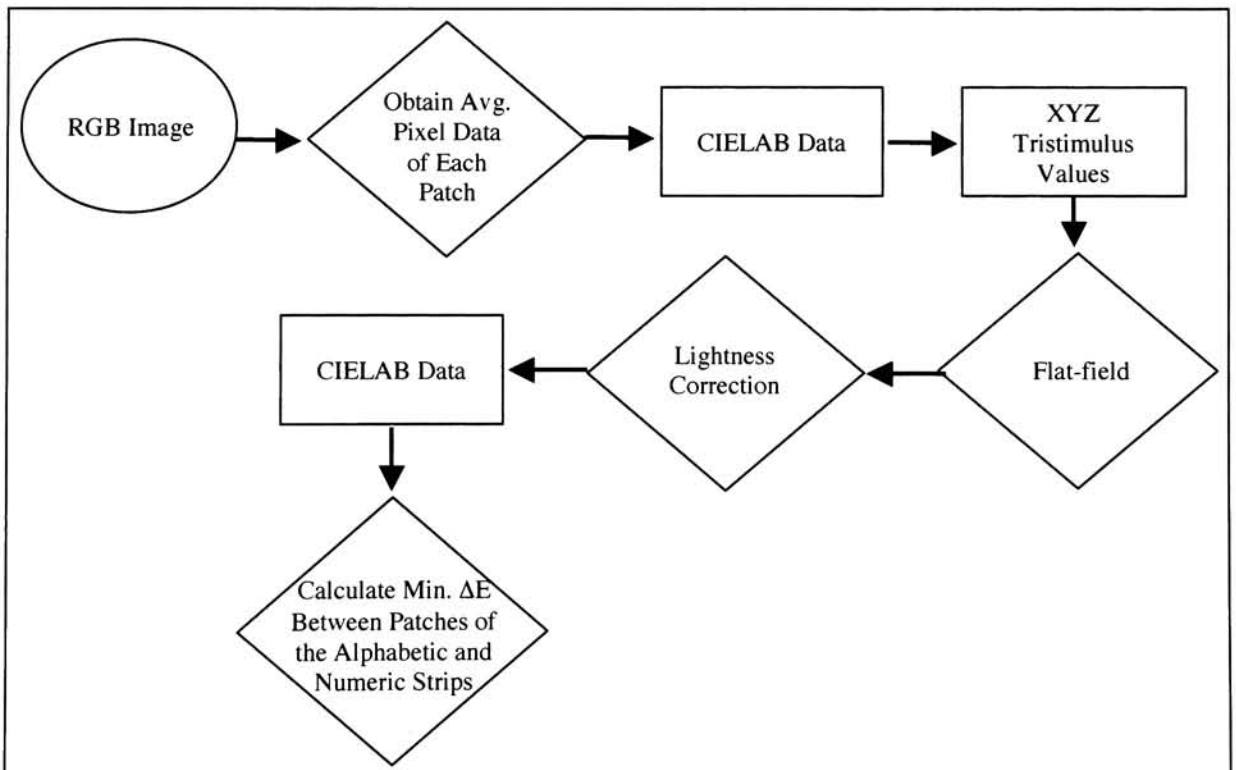 RGB Image
Obtain Avg.
Pixel Data
of Each
Patch
CIELAB Data
XYZ
Tristimulus
Values
Flat-field
Lightness
Correction
CIELAB Data
Calculate Min. ΔE
Between Patches of
the Alphabetic and
Numeric Strips